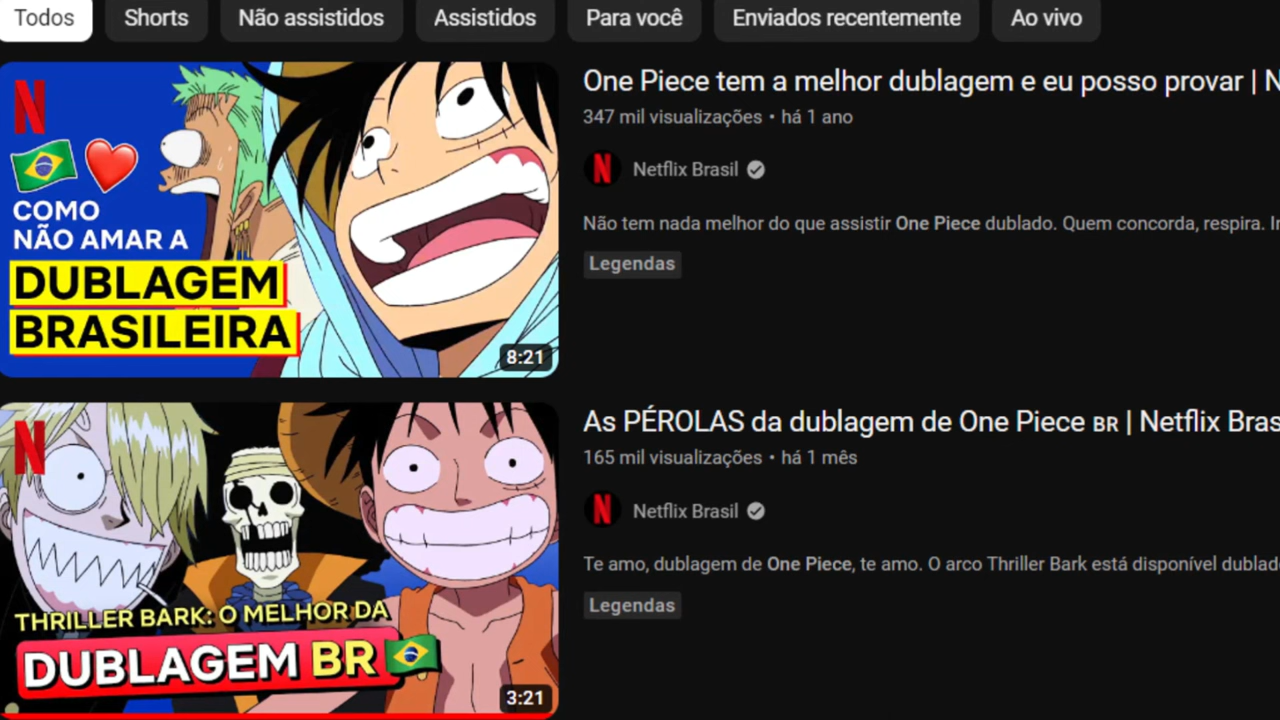 Todos
Shorts
Não assistidos
Assistidos
Para você
Enviados recentemente
Ao vivo
N
COMO
NÃO AMAR A
DUBLAGEM
BRASILEIRA
8:21
One Piece tem a melhor dublagem e eu posso provar | N
347 mil visualizações • há 1 ano
N
Netflix Brasil
Não tem nada melhor do que assistir One Piece dublado. Quem concorda, respira.
Legendas
N
THRILLER BARK: O MELHOR DA
DUBLAGEM BR
3:21
As PÉROLAS da dublagem de One Piece BR | Netflix Bras
165 mil visualizações • há 1 mês
N
Netflix Brasil
Te amo, dublagem de One Piece, te amo. O arco Thriller Bark está disponível dublad
Legendas